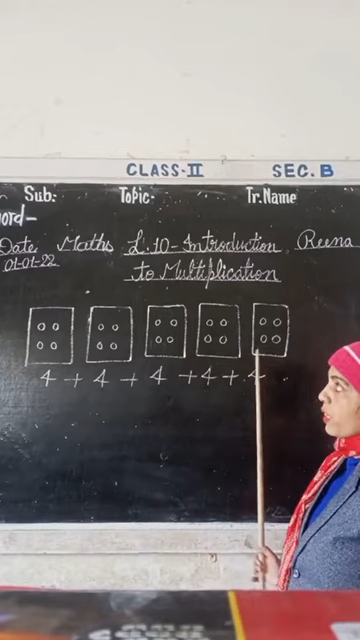 CLASS-II SEC. B
Sub: Topic- Tr. Name
ord-
Date Maths L.10-Introduction Reena
01-01-22 to Multiplication
4 + 4 + 4 + 4 + 4